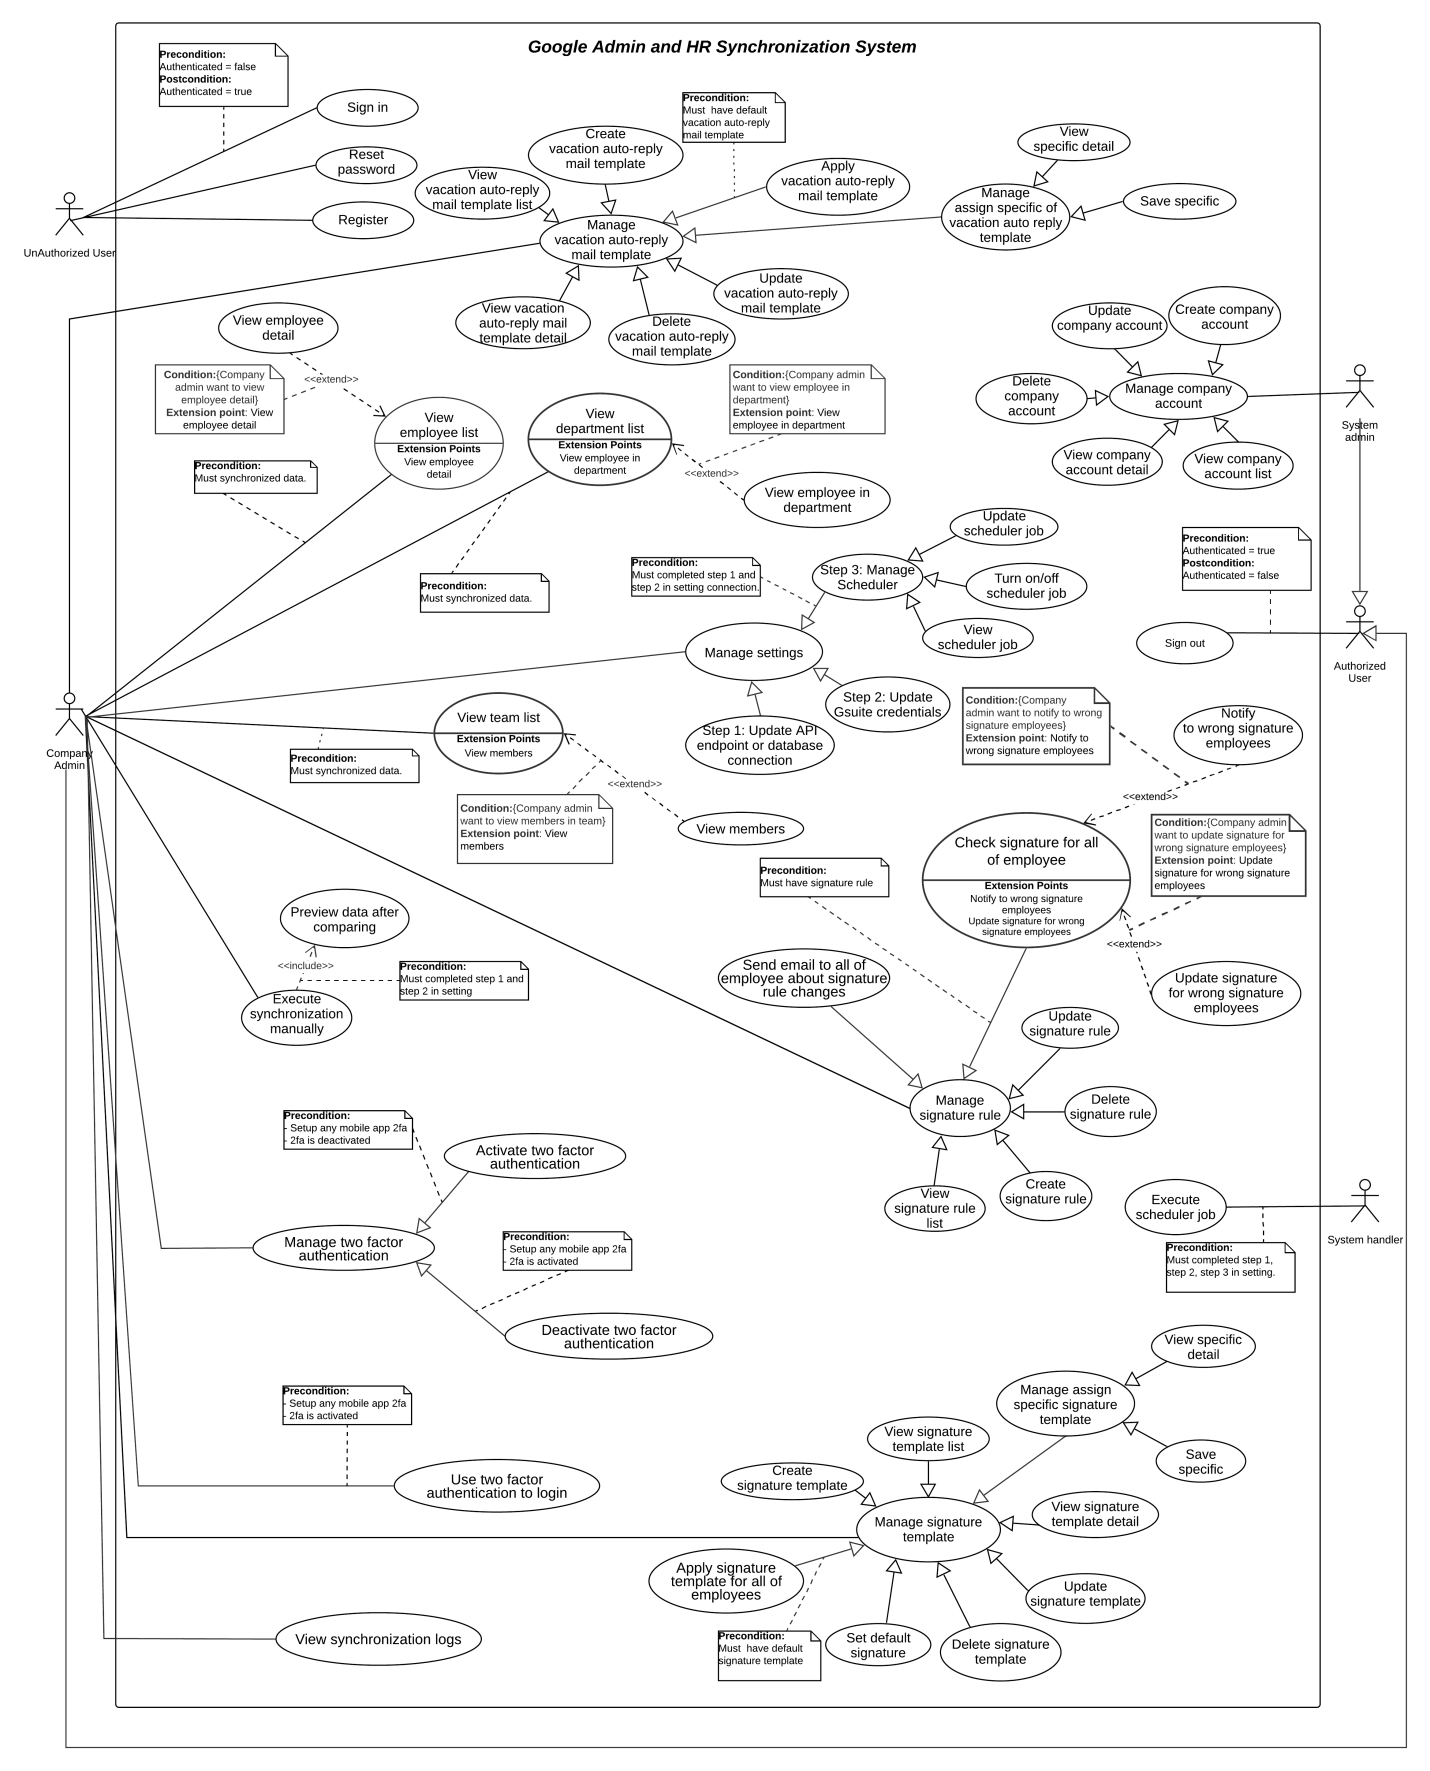 Google Admin and HR Synchronization System
Precondition:
Authenticated = false
Postcondition:
Authenticated = true
Sign in
Reset
password
Register
UnAuthorized User
Create
vacation auto-reply
mail template
Precondition:
Must  have default
vacation auto-reply
mail template
View
vacation auto-reply
mail template list
Apply
vacation auto-reply
mail template
View
specific detail
Manage
assign specific of
vacation auto reply
template
Save specific
Manage
vacation auto-reply
mail template
Update
vacation auto-reply
mail template
View vacation
auto-reply mail
template detail
Delete
vacation auto-reply
mail template
View employee
detail
Condition:{Company
admin want to view
employee detail}
Extension point: View
employee detail
<<extend>>
View
employee list
Extension Points
View employee
detail
View
department list
Extension Points
View employee in
department
Condition:{Company admin
want to view employee in
department}
Extension point: View
employee in department
<<extend>>
View employee in
department
Precondition:
Must synchronized data.
Precondition:
Must synchronized data.
Update
company account
Create company
account
Delete
company
account
Manage company
account
View company
account detail
View company
account list
System
admin
Update
scheduler job
Step 3: Manage
Scheduler
Turn on/off
scheduler job
View
scheduler job
Precondition:
Must completed step 1 and
step 2 in setting connection.
Precondition:
Authenticated = true
Postcondition:
Authenticated = false
Sign out
Authorized
User
Manage settings
Step 2: Update
Gsuite credentials
Step 1: Update API
endpoint or database
connection
Company
Admin
View team list
Extension Points
View members
Precondition:
Must synchronized data.
Condition:{Company admin
want to view members in team}
Extension point: View
members
<<extend>>
View members
Condition:{Company
admin want to notify to wrong
signature employees}
Extension point: Notify to
wrong signature employees
Notify
to wrong signature
employees
<<extend>>
Check signature for all
of employee
Extension Points
Notify to wrong signature
employees
Update signature for wrong
signature employees
Condition:{Company admin
want to update signature for
wrong signature employees}
Extension point: Update
signature for wrong signature
employees
<<extend>>
Update signature
for wrong signature
employees
Precondition:
Must have signature rule
Preview data after
comparing
<<include>>
Precondition:
Must completed step 1 and
step 2 in setting
Execute
synchronization
manually
Send email to all of
employee about signature
rule changes
Update
signature rule
Manage
signature rule
Delete
signature rule
View
signature rule
list
Create
signature rule
Precondition:
- Setup any mobile app 2fa
- 2fa is deactivated
Activate two factor
authentication
Manage two factor
authentication
Precondition:
- Setup any mobile app 2fa
- 2fa is activated
Deactivate two factor
authentication
Execute
scheduler job
System handler
Precondition:
Must completed step 1,
step 2, step 3 in setting.
Precondition:
- Setup any mobile app 2fa
- 2fa is activated
Use two factor
authentication to login
View specific
detail
Manage assign
specific signature
template
Save
specific
View signature
template list
Create
signature template
Manage signature
template
View signature
template detail
Apply signature
template for all of
employees
Update
signature template
Precondition:
Must  have default
signature template
Set default
signature
Delete signature
template
View synchronization logs